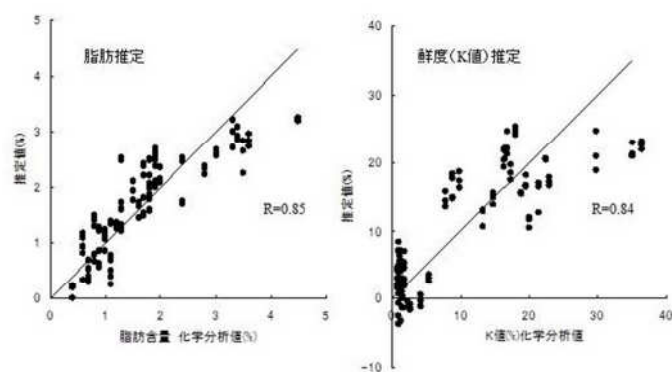 脂肪推定
R=0.85
推定値(%)
5
4
3
2
1
0
0 1 2 3 4 5
脂肪含量 化学分析値(%)
鮮度(K値)推定
R=0.84
推定値(%)
40
30
20
10
0
-10
0 10 20 30 40
K値(%)化学分析値